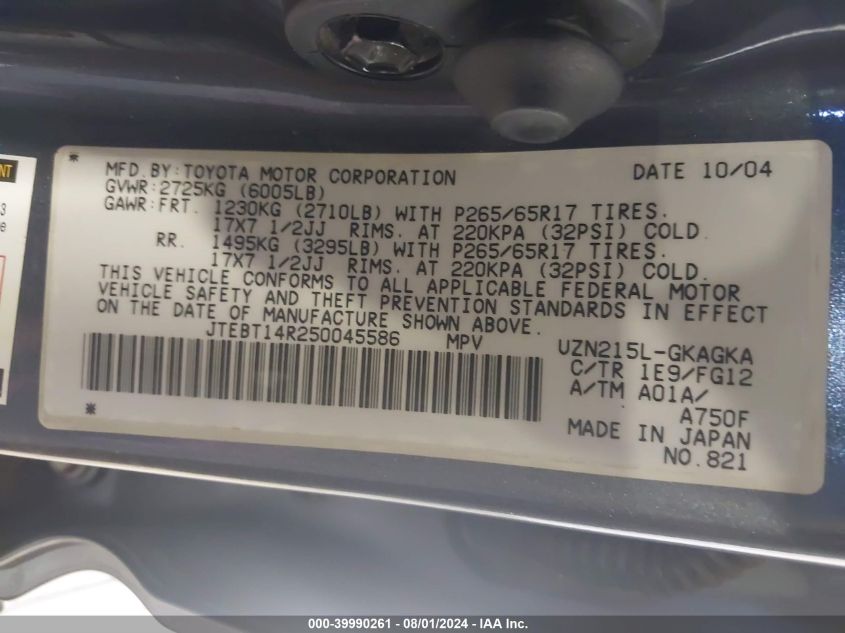 MFD.BY:TOYOTA MOTOR CORPORATION DATE 10/04
GVWR:2725KG (6005LB)
GAWR:FRT. 1230KG (2710LB) WITH P265/65R17 TIRES.
17X7 1/2JJ RIMS. AT 220KPA (32PSI) COLD.
RR. 1495KG (3295LB) WITH P265/65R17 TIRES.
17X7 1/2JJ RIMS. AT 220KPA (32PSI) COLD.
THIS VEHICLE CONFORMS TO ALL APPLICABLE FEDERAL MOTOR
VEHICLE SAFETY AND THEFT PREVENTION STANDARDS IN EFFECT
ON THE DATE OF MANUFACTURE SHOWN ABOVE.
JTEBT14R250045586 MPV UZN215L-GKAGKA
C/TR 1E9/FG12
A/TM A01A/
A750F
MADE IN JAPAN
NO.821
000-39990261 - 08/01/2024 - IAA Inc.